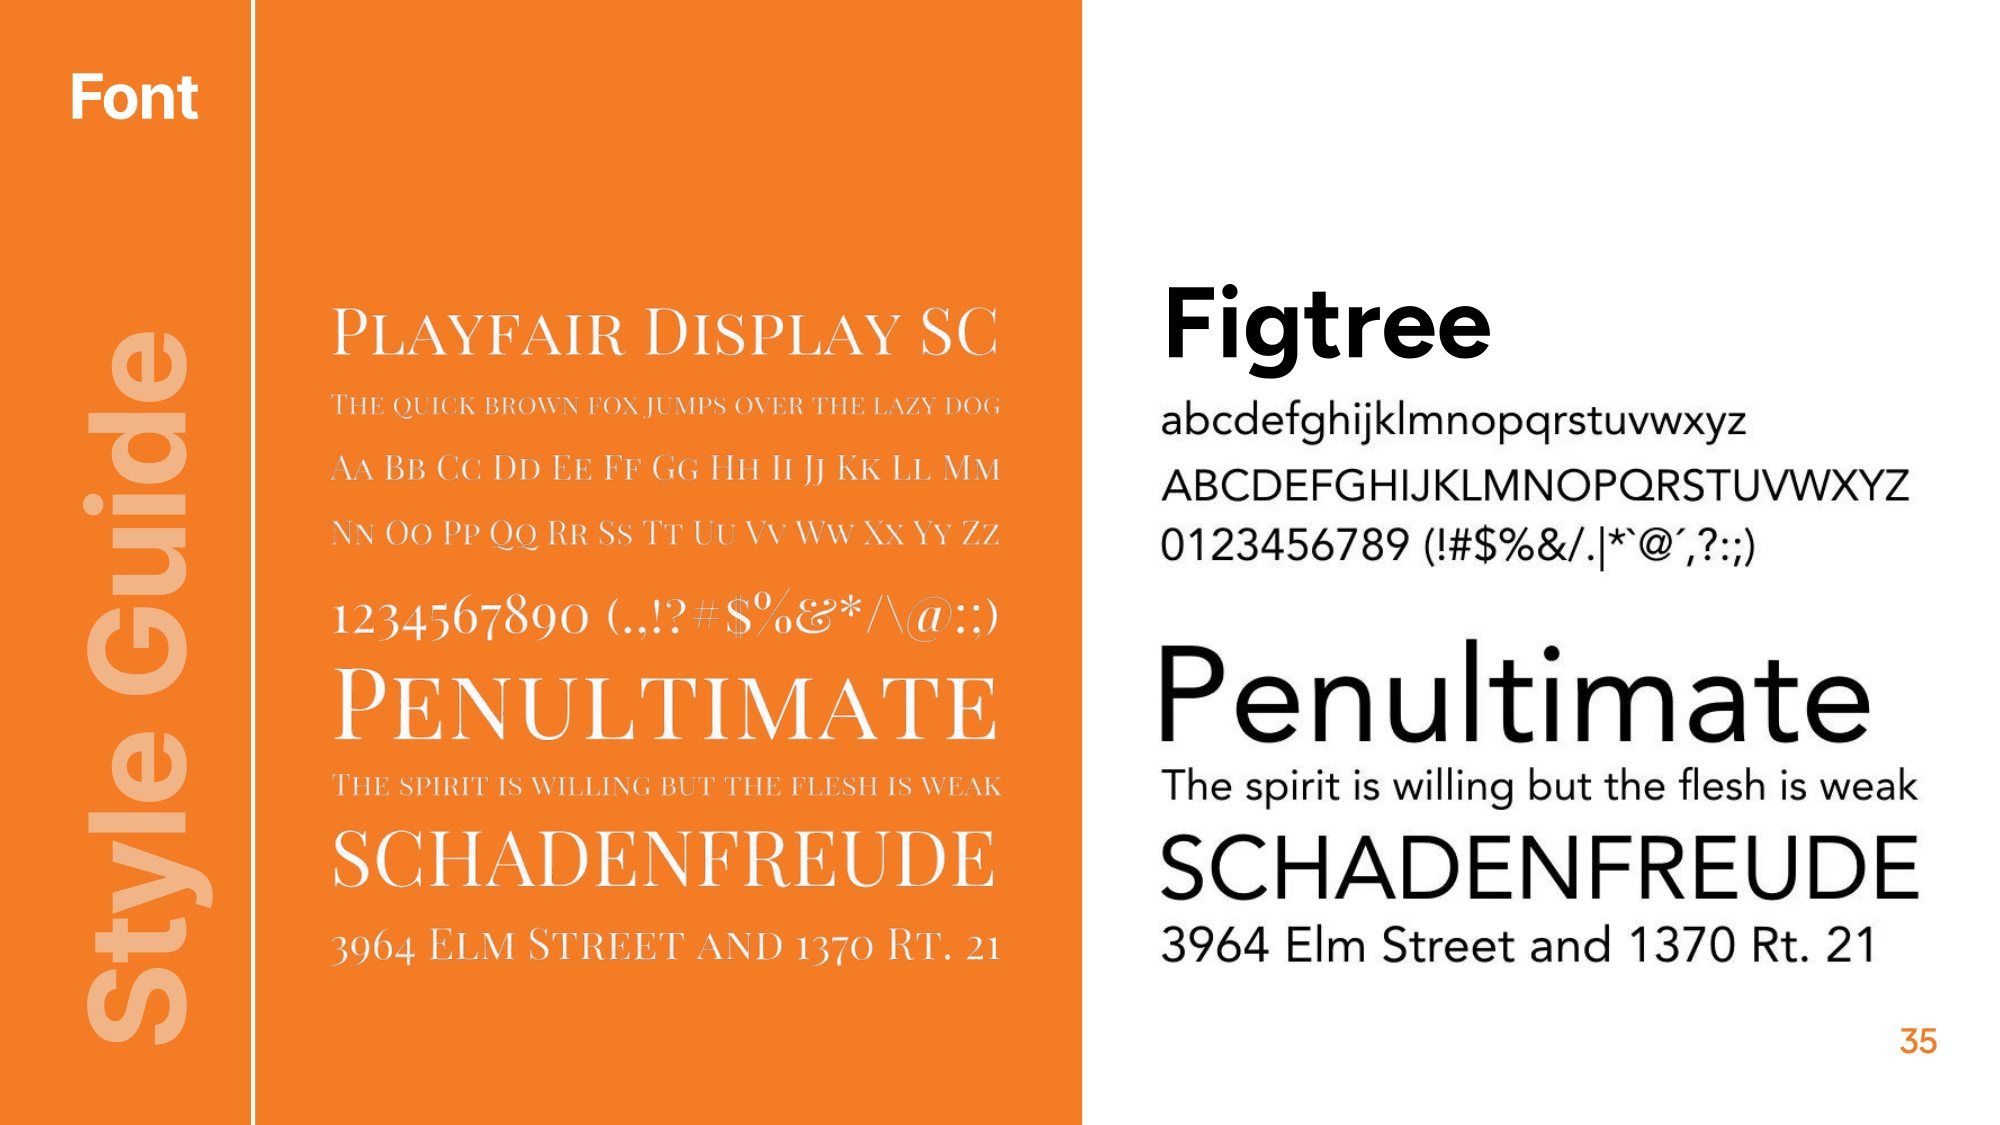 Font
Style Guide
Playfair Display SC
The quick brown fox jumps over the lazy dog
Aa Bb Cc Dd Ee Ff Gg Hh Ii Jj Kk Ll Mm
Nn Oo Pp Qq Rr Ss Tt Uu Vv Ww Xx Yy Zz
1234567890 (.,!?#$%&*/\@:;)
Penultimate
The spirit is willing but the flesh is weak
SCHADENFREUDE
3964 Elm Street and 1370 Rt. 21
Figtree
abcdefghijklmnopqrstuvwxyz
ABCDEFGHIJKLMNOPQRSTUVWXYZ
0123456789 (!#$%&/.|*`@´,?:;)
Penultimate
The spirit is willing but the flesh is weak
SCHADENFREUDE
3964 Elm Street and 1370 Rt. 21
35